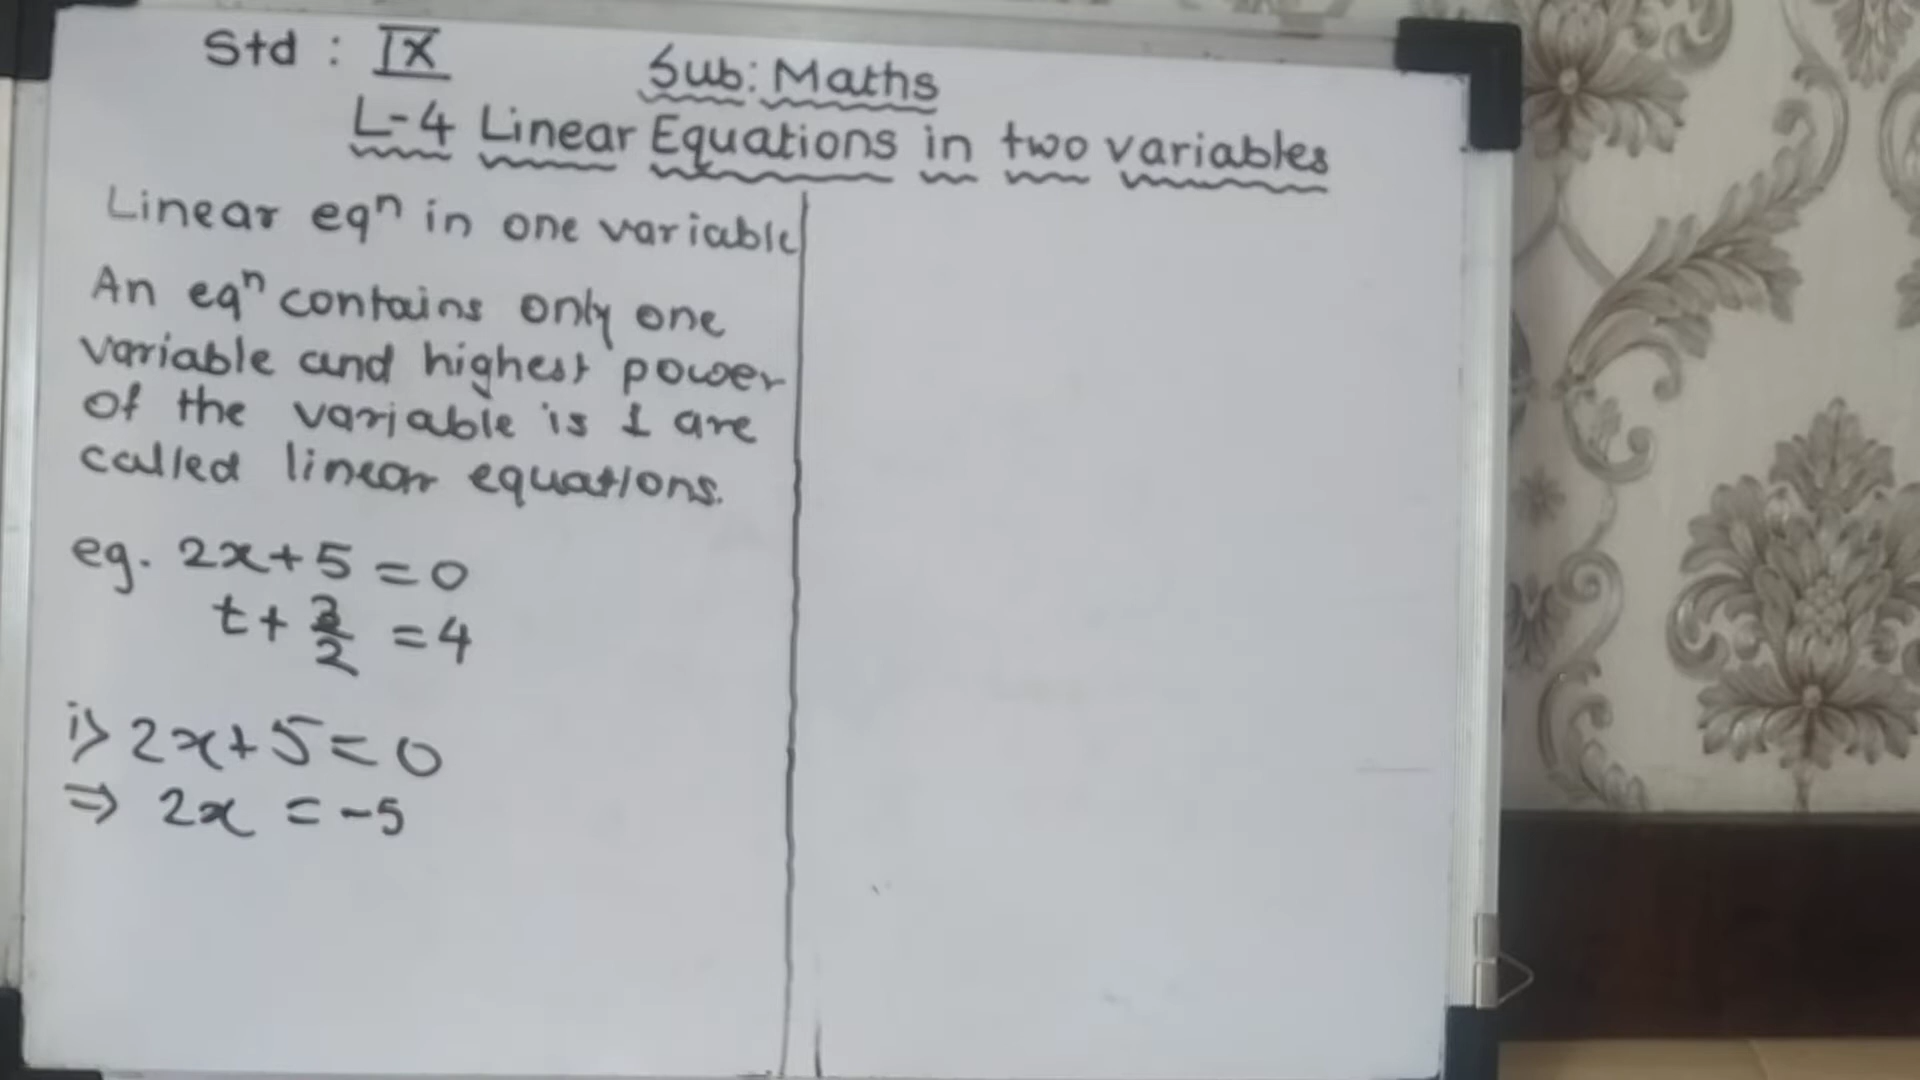 Std : IX
Sub: Maths
L-4 Linear Equations in two variables
Linear eqⁿ in one variable
An eqⁿ contains only one
variable and highest power
of the variable is 1 are
called linear equations.
eg. 2x+5=0
t+ 3/2 =4
i> 2x+5=0
⇒ 2x = -5